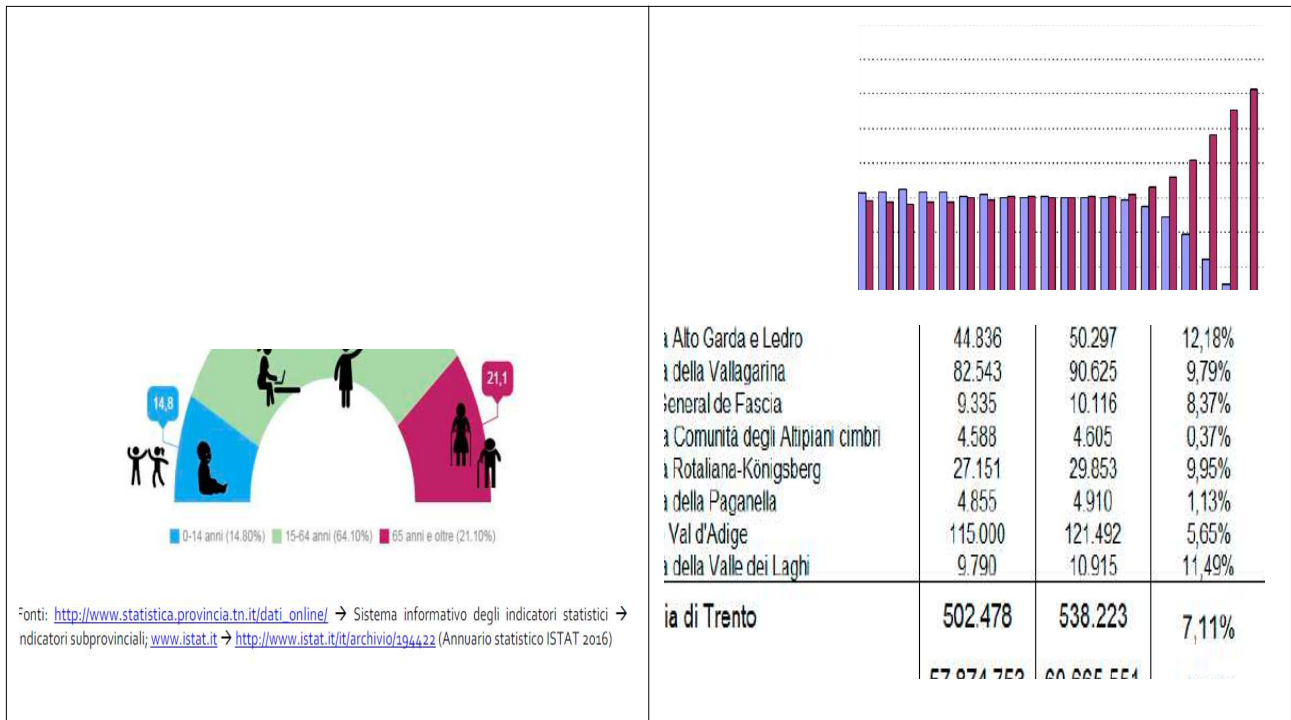 14,8
21,1
0-14 anni (14.80%) 15-64 anni (64.10%) 65 anni e oltre (21.10%)
Fonti: http://www.statistica.provincia.tn.it/dati_online/ → Sistema informativo degli indicatori statistici →
ndicatori subprovinciali; www.istat.it → http://www.istat.it/it/archivio/194422 (Annuario statistico ISTAT 2016)
a Alto Garda e Ledro 44.836 50.297 12,18%
a della Vallagarina 82.543 90.625 9,79%
General de Fascia 9.335 10.116 8,37%
a Comunità degli Altipiani cimbri 4.588 4.605 0,37%
a Rotaliana-Königsberg 27.151 29.853 9,95%
a della Paganella 4.855 4.910 1,13%
Val d'Adige 115.000 121.492 5,65%
a della Valle dei Laghi 9.790 10.915 11,49%
ia di Trento 502.478 538.223 7,11%